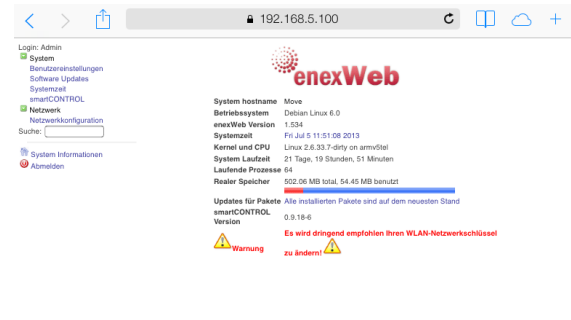 192.168.5.100
Login: Admin
System
Benutzereinstellungen
Software Updates
Systemzeit
smartCONTROL
Netzwerk
Netzwerkkonfiguration
Suche:
System Informationen
Abmelden
enexWeb
System hostname Move
Betriebssystem Debian Linux 6.0
enexWeb Version 1.534
Systemzeit Fri Jul 5 11:51:08 2013
Kernel und CPU Linux 2.6.33.7-dirty on armv5tel
System Laufzeit 21 Tage, 19 Stunden, 51 Minuten
Laufende Prozesse 64
Realer Speicher 502.06 MB total, 54.45 MB benutzt
Updates für Pakete Alle installierten Pakete sind auf dem neuesten Stand
smartCONTROL
Version 0.9.18-6
Warnung
Es wird dringend empfohlen Ihren WLAN-Netzwerkschlüssel
zu ändern!